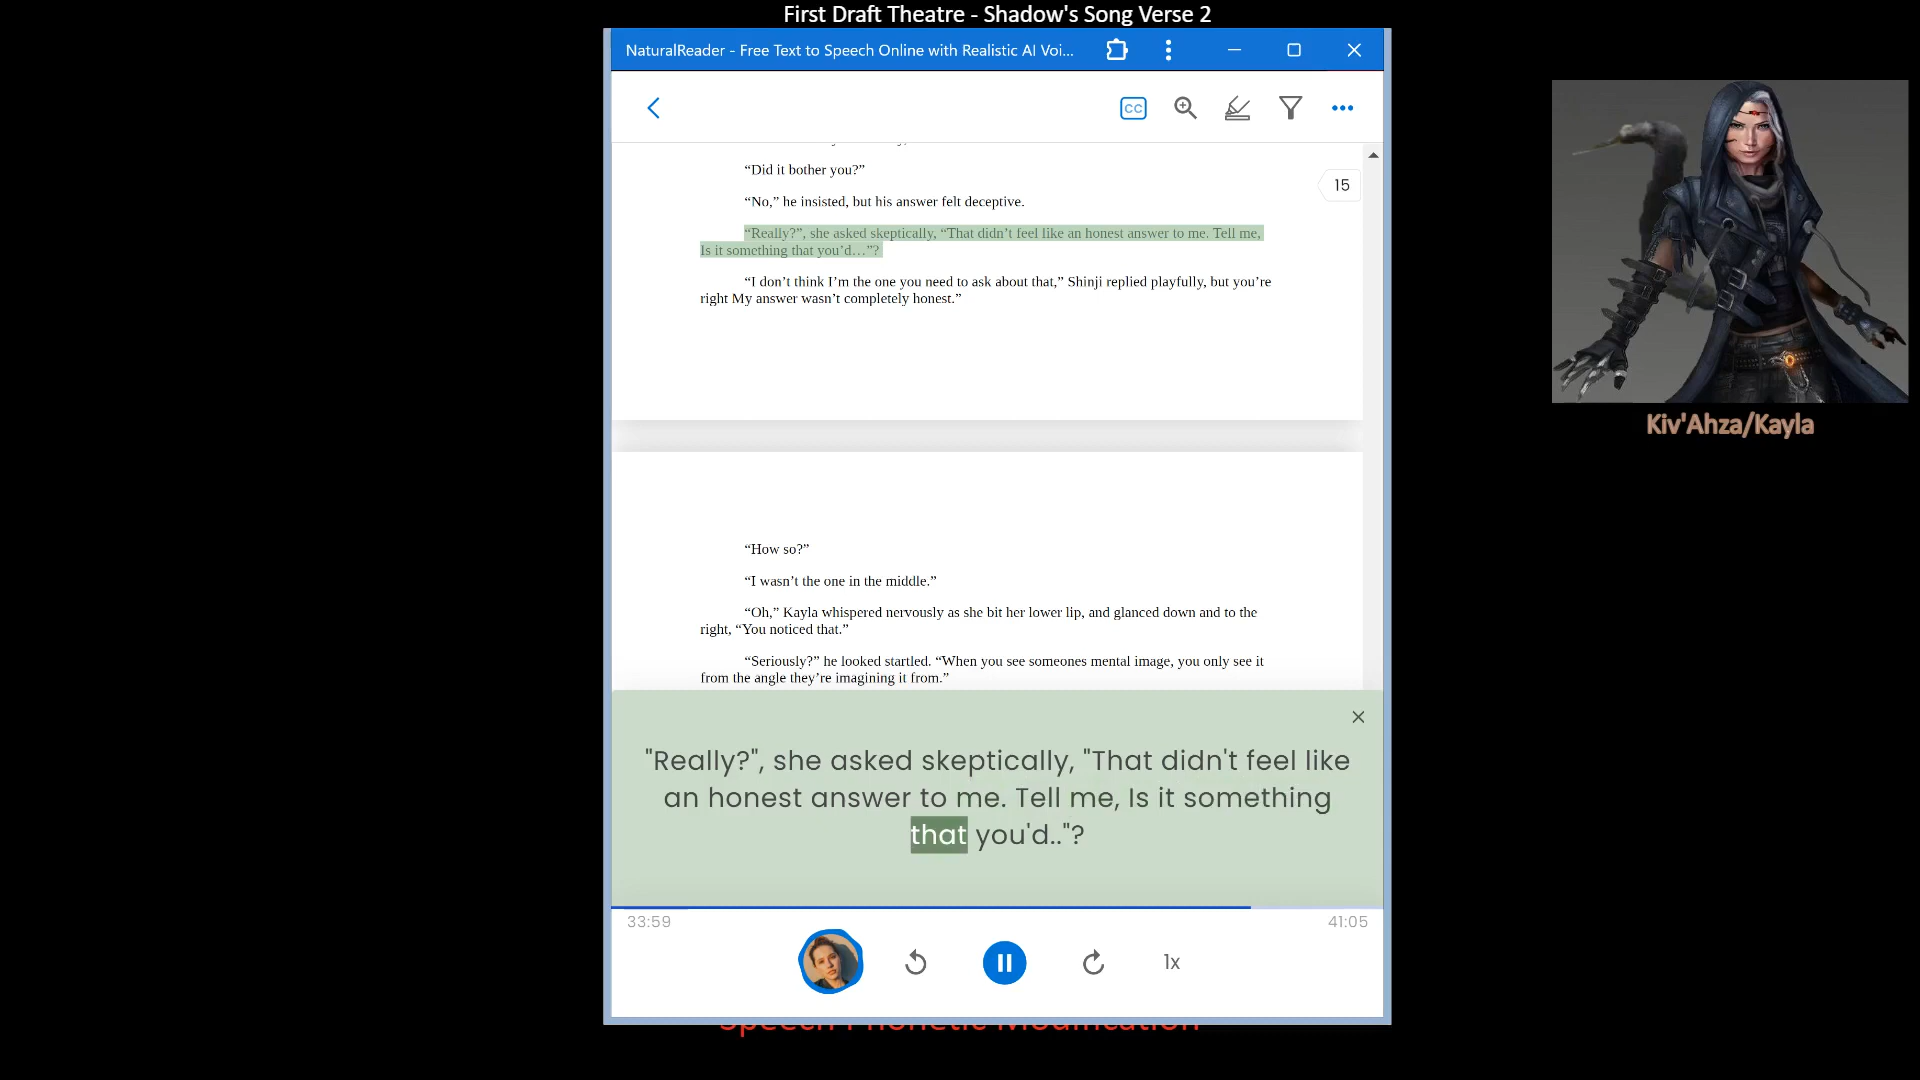 First Draft Theatre - Shadow's Song Verse 2
NaturalReader - Free Text to Speech Online with Realistic AI Voi...
CC
15
“Did it bother you?”
“No,” he insisted, but his answer felt deceptive.
“Really?”, she asked skeptically, “That didn’t feel like an honest answer to me. Tell me,
Is it something that you’d…”?
“I don’t think I’m the one you need to ask about that,” Shinji replied playfully, but you’re
right My answer wasn’t completely honest.”
“How so?”
“I wasn’t the one in the middle.”
“Oh,” Kayla whispered nervously as she bit her lower lip, and glanced down and to the
right, “You noticed that.”
“Seriously?” he looked startled. “When you see someones mental image, you only see it
from the angle they’re imagining it from.”
"Really?", she asked skeptically, "That didn't feel like
an honest answer to me. Tell me, Is it something
that you'd.."?
33:59
41:05
1x
Speech Phonetic Modification
Kiv'Ahza/Kayla